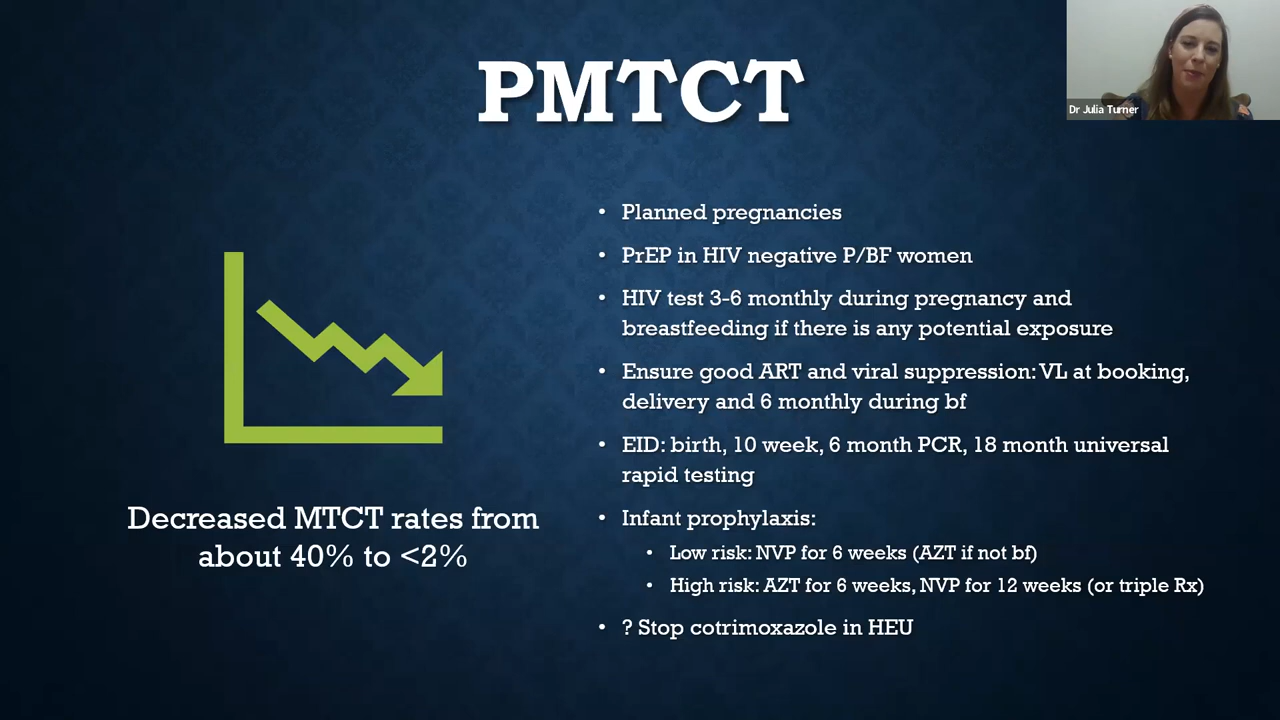 PMTCT
Dr Julia Turner
• Planned pregnancies
• PrEP in HIV negative P/BF women
• HIV test 3-6 monthly during pregnancy and
breastfeeding if there is any potential exposure
• Ensure good ART and viral suppression: VL at booking,
delivery and 6 monthly during bf
• EID: birth, 10 week, 6 month PCR, 18 month universal
rapid testing
• Infant prophylaxis:
• Low risk: NVP for 6 weeks (AZT if not bf)
• High risk: AZT for 6 weeks, NVP for 12 weeks (or triple Rx)
• ? Stop cotrimoxazole in HEU
Decreased MTCT rates from
about 40% to <2%